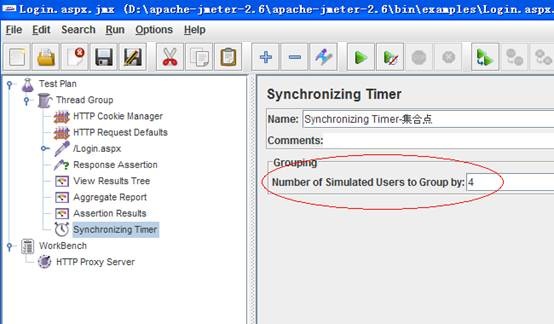 Login.aspx.jmx (D:\apache-jmeter-2.6\apache-jmeter-2.6\bin\examples\Login.aspx.
File Edit Search Run Options Help
Test Plan
Thread Group
HTTP Cookie Manager
HTTP Request Defaults
/Login.aspx
Response Assertion
View Results Tree
Aggregate Report
Assertion Results
Synchronizing Timer
WorkBench
HTTP Proxy Server
Synchronizing Timer
Name: Synchronizing Timer-集合点
Comments:
Grouping
Number of Simulated Users to Group by: 4